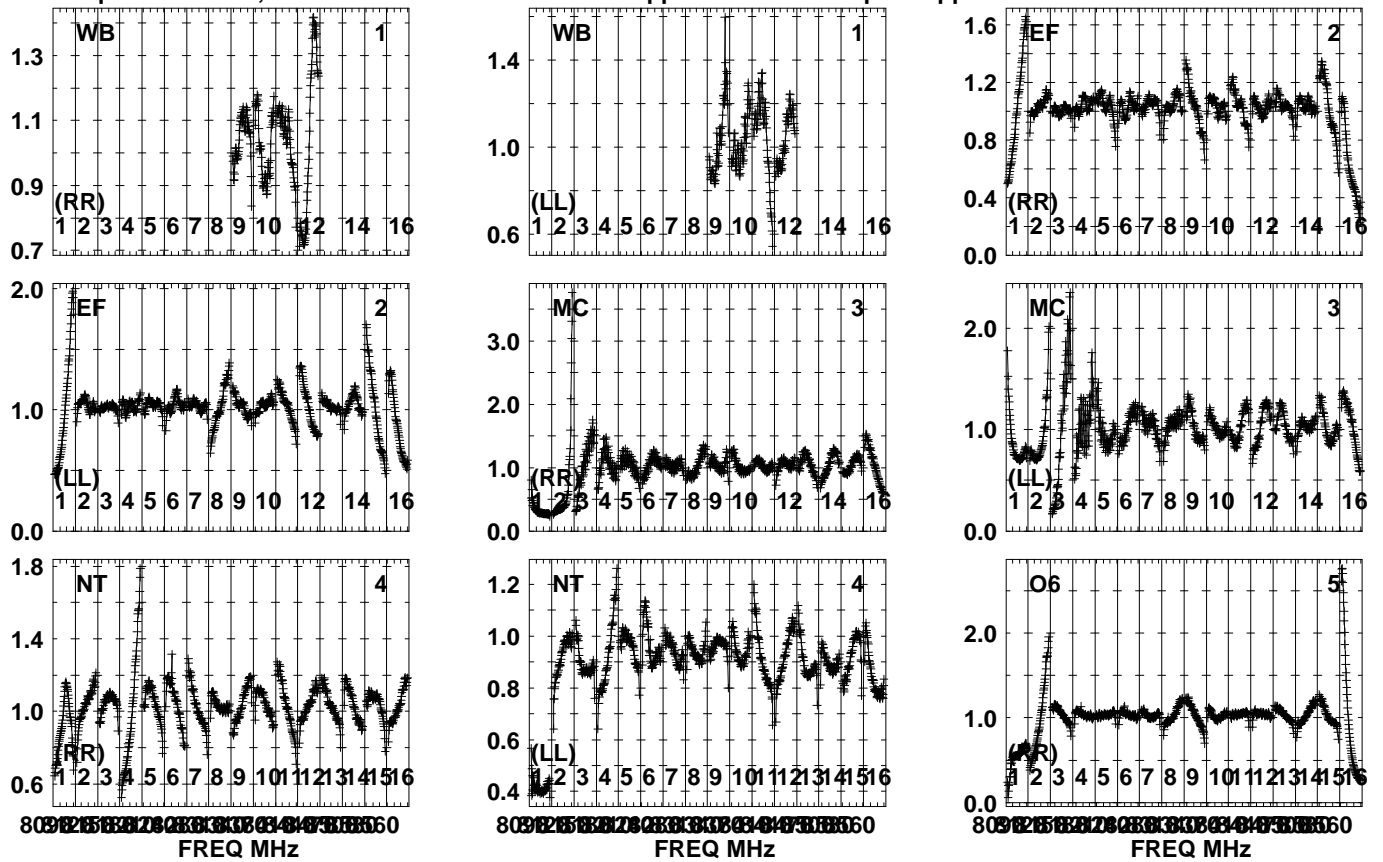 WB 1
1.3
1.1
0.9
0.7
(RR)
1 2 3 4 5 6 7 8 9 10 12 14 16
WB 1
1.4
1.0
0.6
(LL)
1 2 3 4 5 6 7 8 9 10 12 14 16
EF 2
1.6
1.2
0.8
0.4
0.0
(RR)
1 2 3 4 5 6 7 8 9 10 12 14 16
EF 2
2.0
1.0
0.0
(LL)
1 2 3 4 5 6 7 8 9 10 12 14 16
MC 3
3.0
2.0
1.0
0.0
(RR)
1 2 3 4 5 6 7 8 9 10 12 14 16
MC 3
2.0
1.0
0.0
(LL)
1 2 3 4 5 6 7 8 9 10 12 14 16
NT 4
1.8
1.4
1.0
0.6
(RR)
1 2 3 4 5 6 7 8 9 10 11 12 13 14 15 16
FREQ MHz
NT 4
1.2
1.0
0.8
0.6
0.4
(LL)
1 2 3 4 5 6 7 8 9 10 11 12 13 14 15 16
FREQ MHz
O6 5
2.0
1.0
0.0
(RR)
1 2 3 4 5 6 7 8 9 10 11 12 13 14 15 16
FREQ MHz